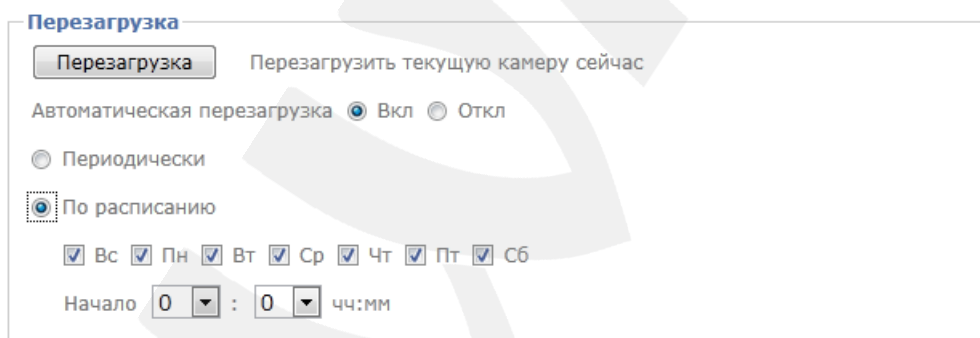 Перезагрузка
Перезагрузка Перезагрузить текущую камеру сейчас
Автоматическая перезагрузка Вкл Откл
Периодически
По расписанию
Вс Пн Вт Ср Чт Пт Сб
Начало 0 : 0 чч:мм